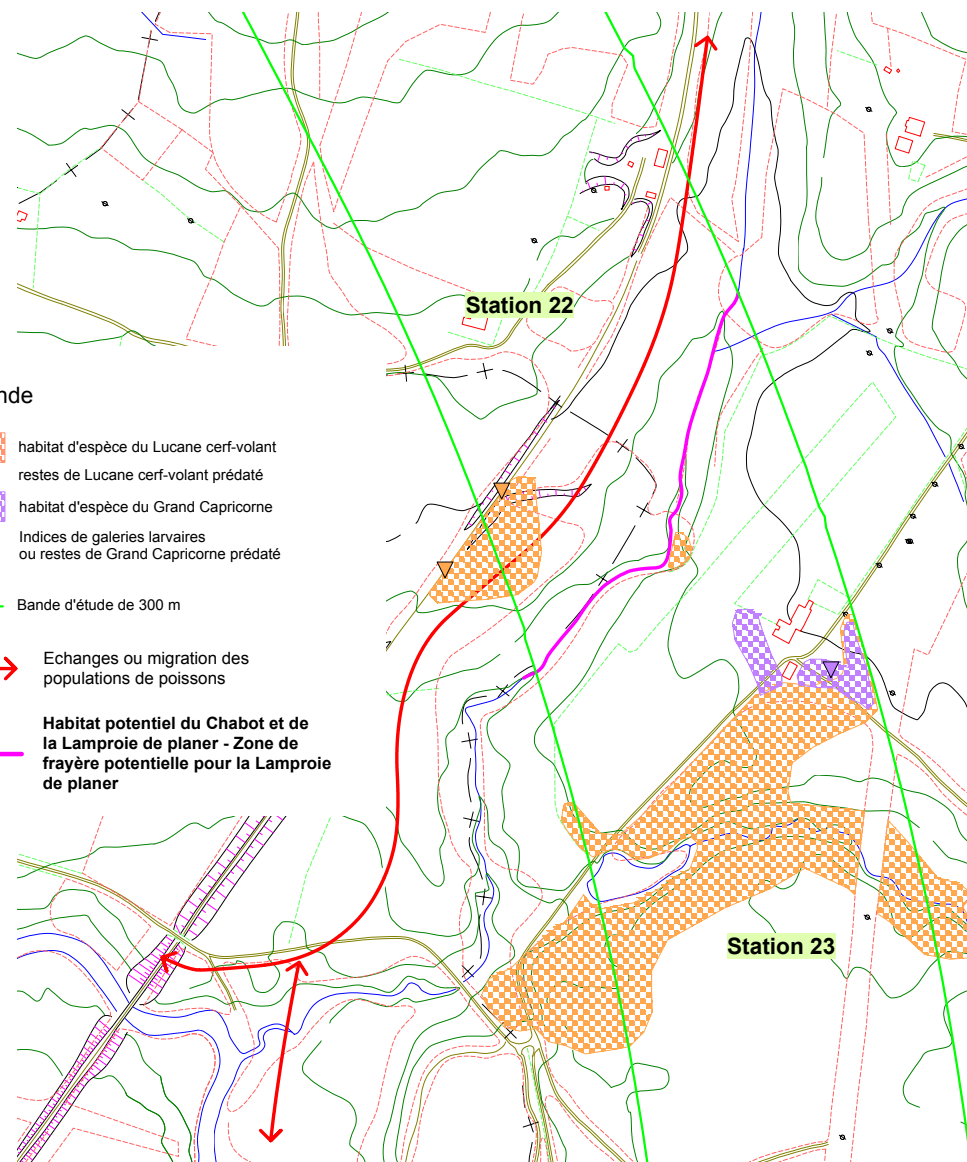 Station 22
nde
habitat d'espèce du Lucane cerf-volant
restes de Lucane cerf-volant prédaté
habitat d'espèce du Grand Capricorne
Indices de galeries larvaires
ou restes de Grand Capricorne prédaté
Bande d'étude de 300 m
Echanges ou migration des
populations de poissons
Habitat potentiel du Chabot et de
la Lamproie de planer - Zone de
frayère potentielle pour la Lamproie
de planer
Station 23